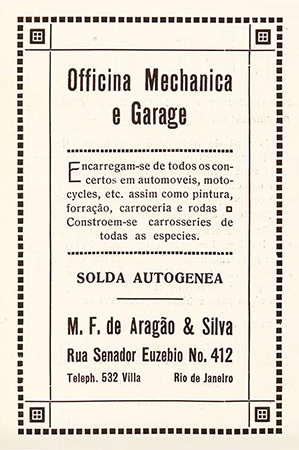 Officina Mechanica
e Garage
Encarregam-se de todos os con-
certos em automoveis, moto-
cycles, etc. assim como pintura,
forração, carroceria e rodas
Constroem-se carrosseries de
todas as especies.
SOLDA AUTOGENEA
M. F. de Aragão & Silva
Rua Senador Euzebio No. 412
Teleph. 532 Villa Rio de Janeiro